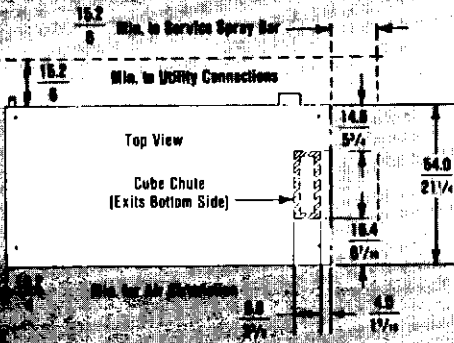 15.2
6
Min. to Service Spray Bar
15.2
6
Min. to Utility Connections
Top View
Cube Chute
(Exits Bottom Side)
14.6
5³/₄
54.0
21¹/₄
16.4
Min. for Air Circulation
4.9